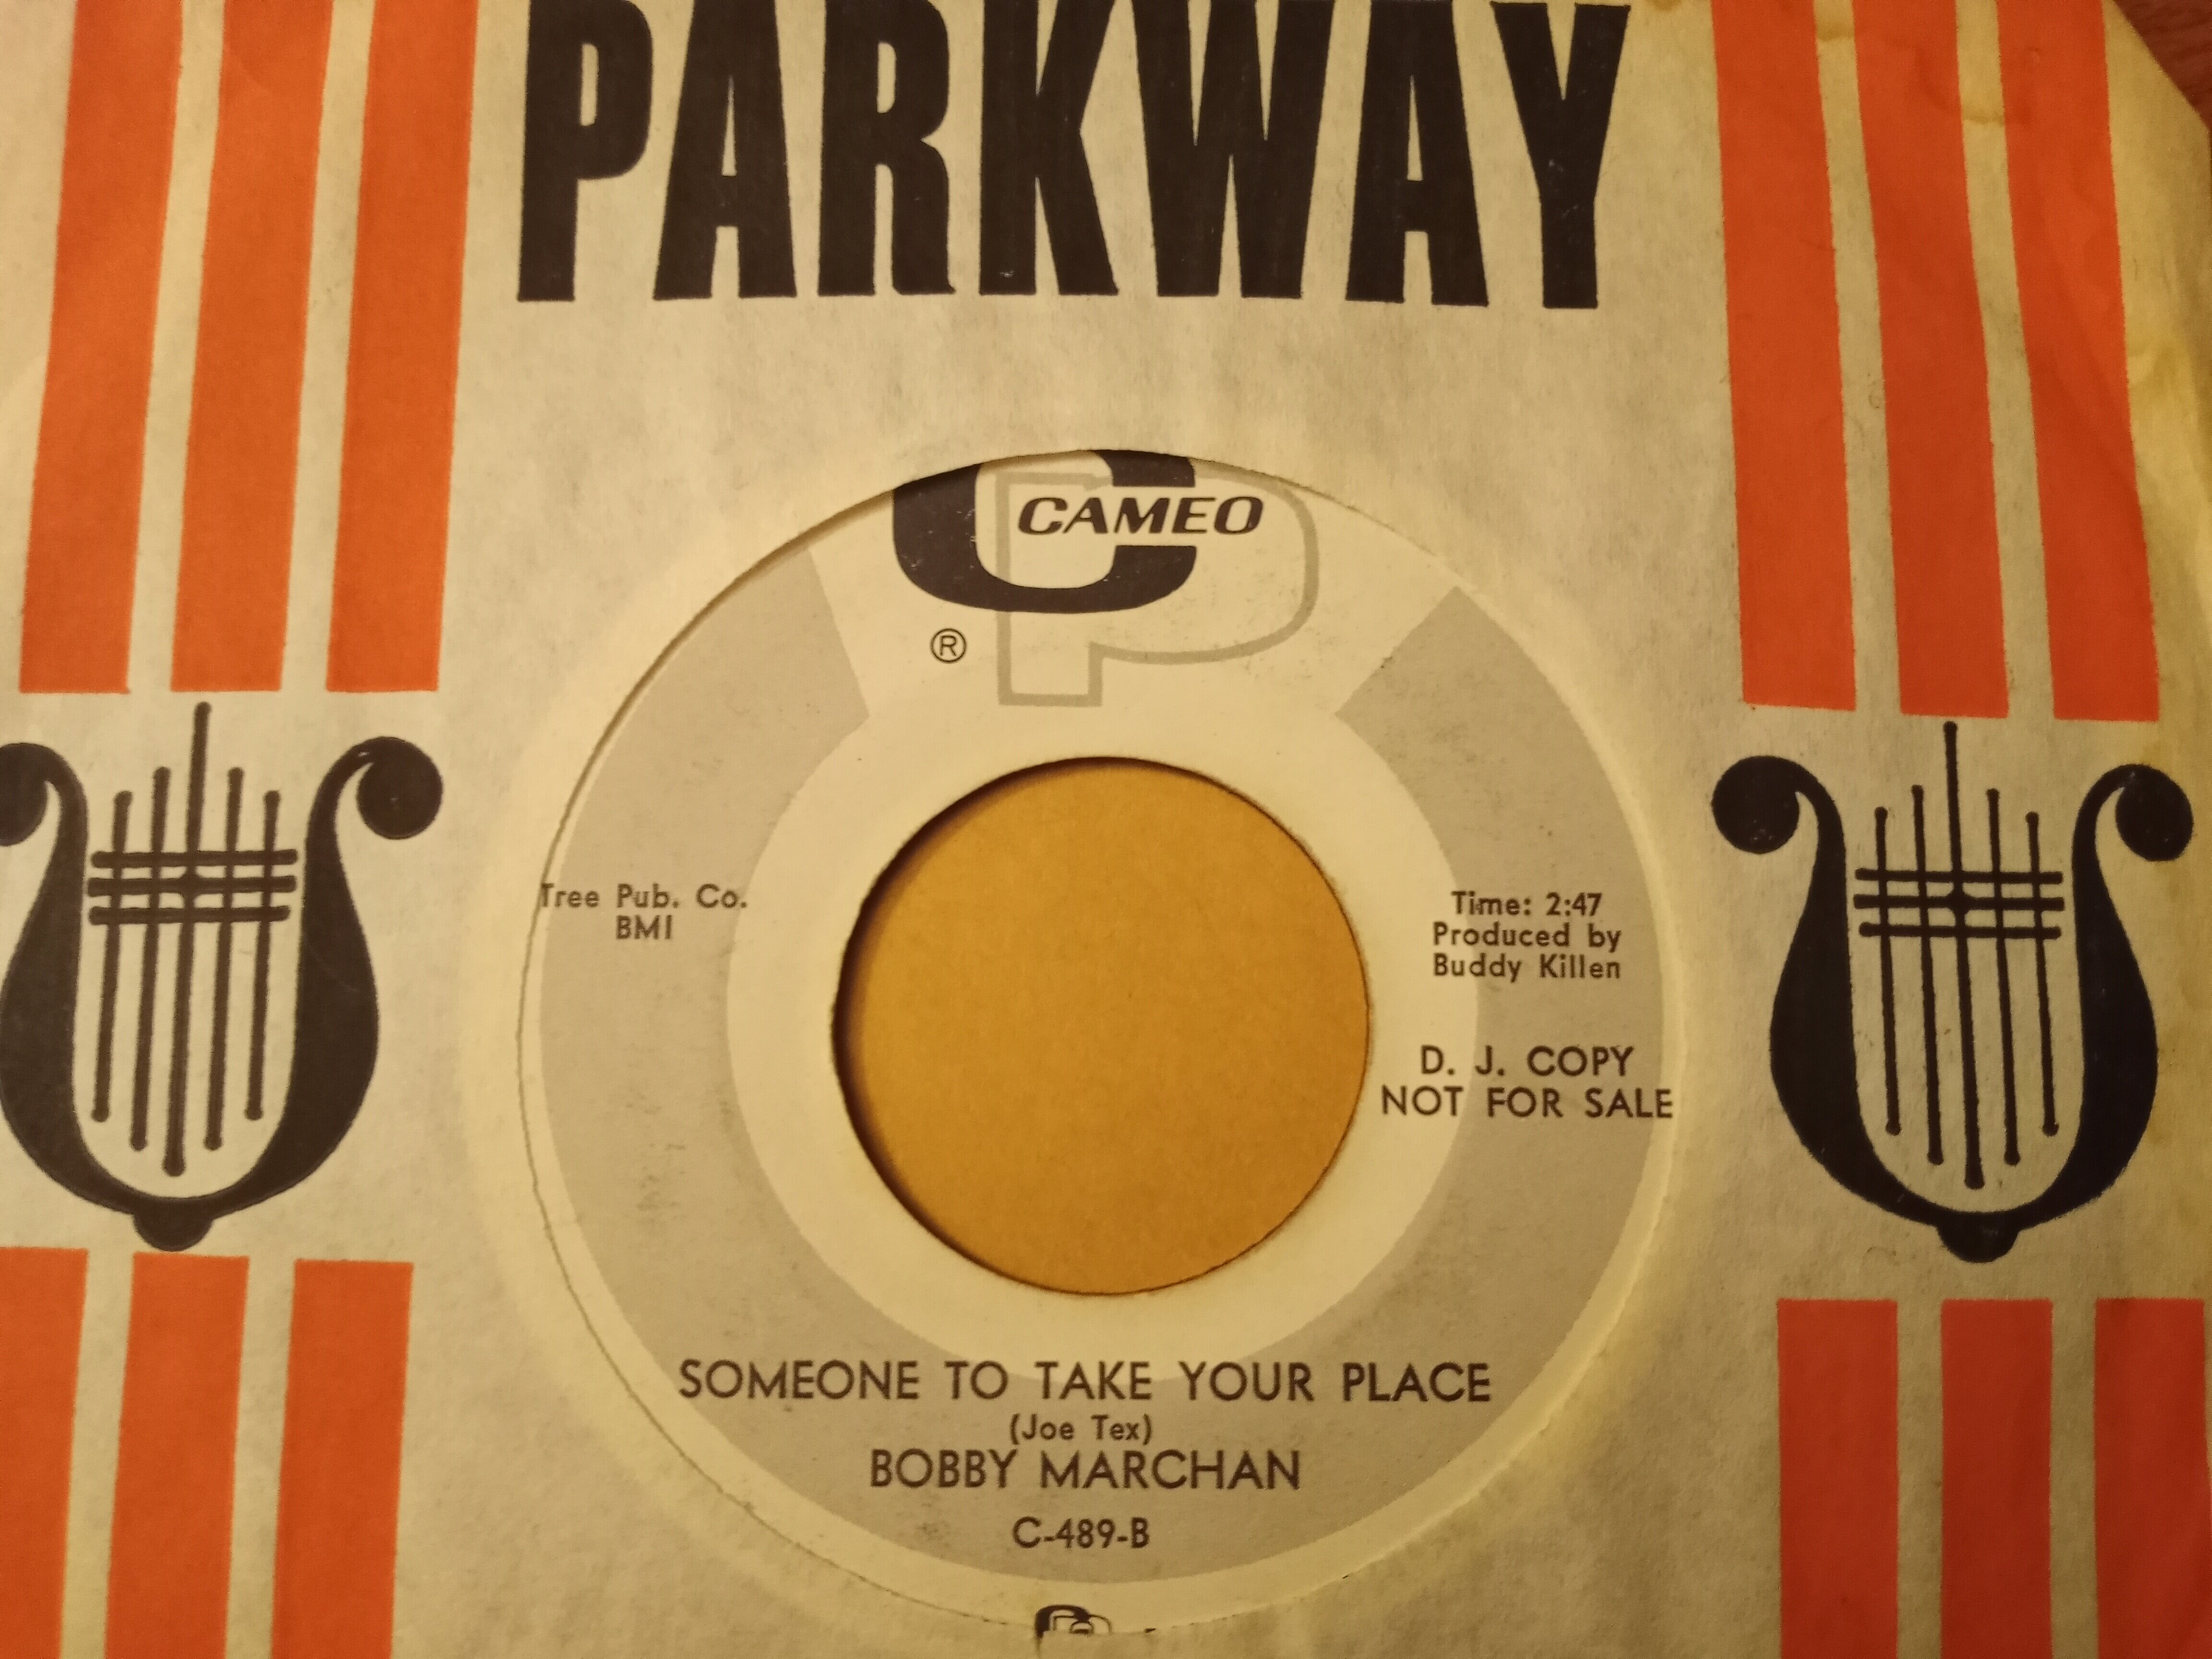 PARKWAY
CAMEO
®
Tree Pub. Co.
BMI
Time: 2:47
Produced by
Buddy Killen
D. J. COPY
NOT FOR SALE
SOMEONE TO TAKE YOUR PLACE
(Joe Tex)
BOBBY MARCHAN
C-489-B